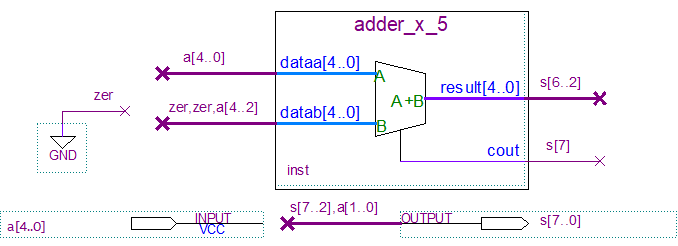 adder_x_5
a[4..0]
dataa[4..0]
A
result[4..0]
s[6..2]
zer
A+B
zer,zer,a[4..2]
datab[4..0]
B
GND
cout
s[7]
inst
s[7..2],a[1..0]
a[4..0]
INPUT
VCC
OUTPUT
s[7..0]